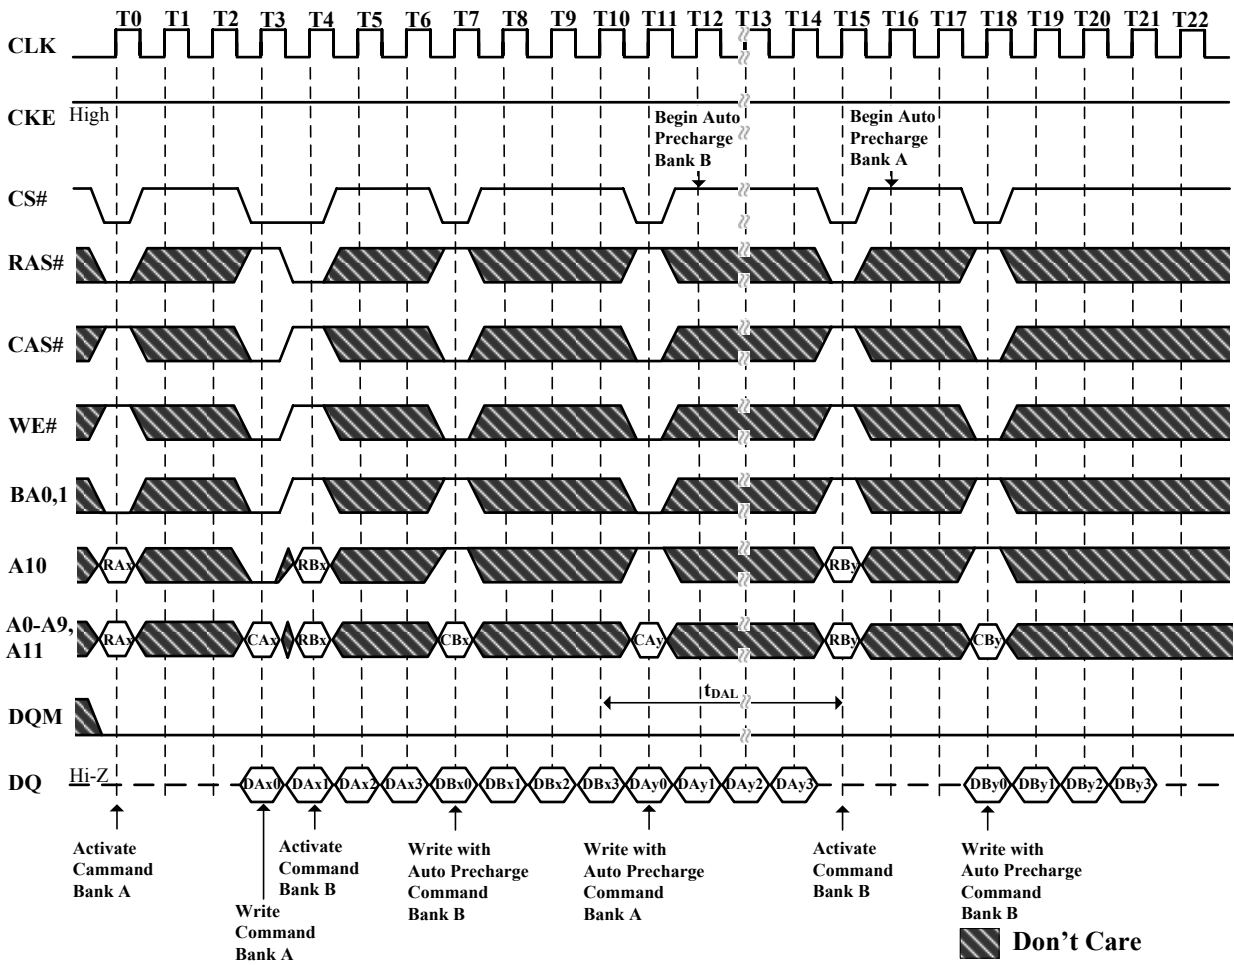 T0 T1 T2 T3 T4 T5 T6 T7 T8 T9 T10 T11 T12 T13 T14 T15 T16 T17 T18 T19 T20 T21 T22
CLK
CKE High
Begin Auto
Precharge
Bank B
Begin Auto
Precharge
Bank A
CS#
RAS#
CAS#
WE#
BA0,1
A10 RAx RBx RBy
A0-A9,
A11
RAx CAx RBx CBx CAy RBy CBy
tDAL
DQM
DQ Hi-Z DAx0 DAx1 DAx2 DAx3 DBx0 DBx1 DBx2 DBx3 DAy0 DAy1 DAy2 DAy3 DBy0 DBy1 DBy2 DBy3
Activate
Cammand
Bank A
Write
Command
Bank A
Activate
Command
Bank B
Write with
Auto Precharge
Command
Bank B
Write with
Auto Precharge
Command
Bank A
Activate
Command
Bank B
Write with
Auto Precharge
Command
Bank B
Don't Care